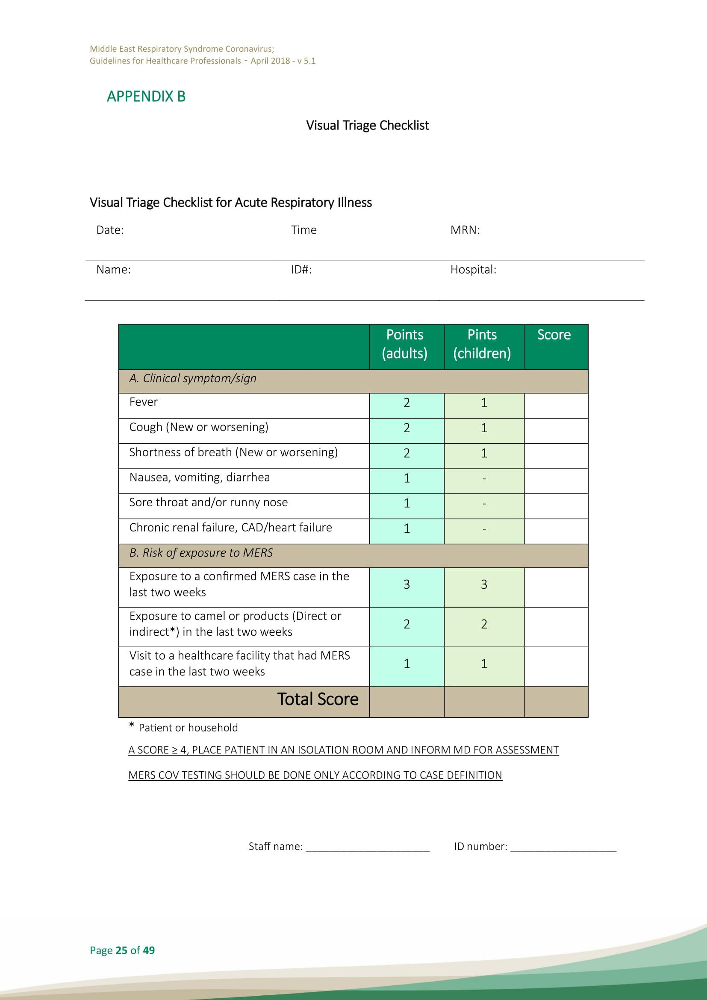 Middle East Respiratory Syndrome Coronavirus;
Guidelines for Healthcare Professionals - April 2018 - v 5.1
APPENDIX B
Visual Triage Checklist
Visual Triage Checklist for Acute Respiratory Illness
Date: Time MRN:
Name: ID#: Hospital:
Points (adults) Pints (children) Score
A. Clinical symptom/sign
Fever 2 1
Cough (New or worsening) 2 1
Shortness of breath (New or worsening) 2 1
Nausea, vomiting, diarrhea 1 -
Sore throat and/or runny nose 1 -
Chronic renal failure, CAD/heart failure 1 -
B. Risk of exposure to MERS
Exposure to a confirmed MERS case in the
last two weeks 3 3
Exposure to camel or products (Direct or
indirect*) in the last two weeks 2 2
Visit to a healthcare facility that had MERS
case in the last two weeks 1 1
Total Score
* Patient or household
A SCORE ≥ 4, PLACE PATIENT IN AN ISOLATION ROOM AND INFORM MD FOR ASSESSMENT
MERS COV TESTING SHOULD BE DONE ONLY ACCORDING TO CASE DEFINITION
Staff name: ____________________ ID number: _________________
Page 25 of 49